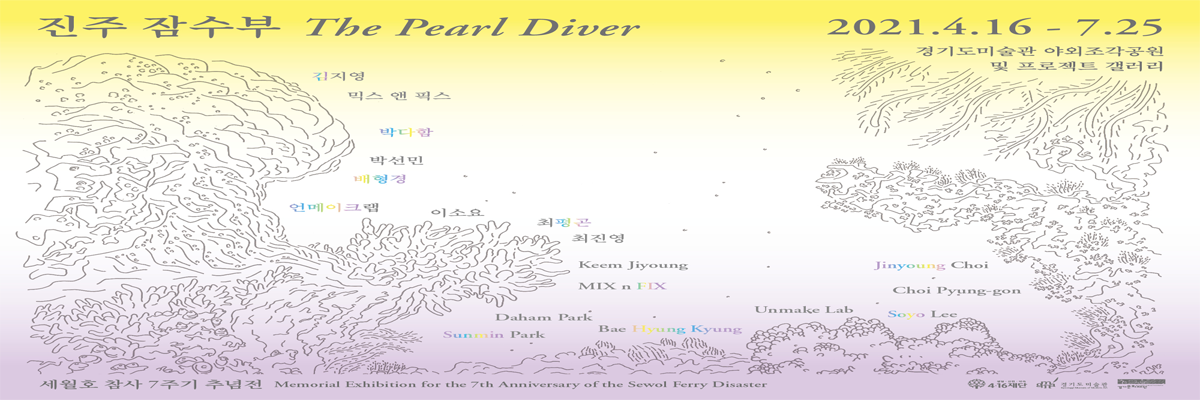 진주 잠수부 The Pearl Diver
2021.4.16 - 7.25
경기도미술관 야외조각공원
및 프로젝트 갤러리
김지영
믹스 앤 픽스
박다함
박선민
배형경
언메이크랩
이소요
최평곤
최진영
Keem Jiyoung
Jinyoung Choi
MIX n FIX
Choi Pyung-gon
Daham Park
Unmake Lab
Soyo Lee
Sunmin Park
Bae Hyung Kyung
세월호 참사 7주기 추념전 Memorial Exhibition for the 7th Anniversary of the Sewol Ferry Disaster
4·16재단
경기도미술관